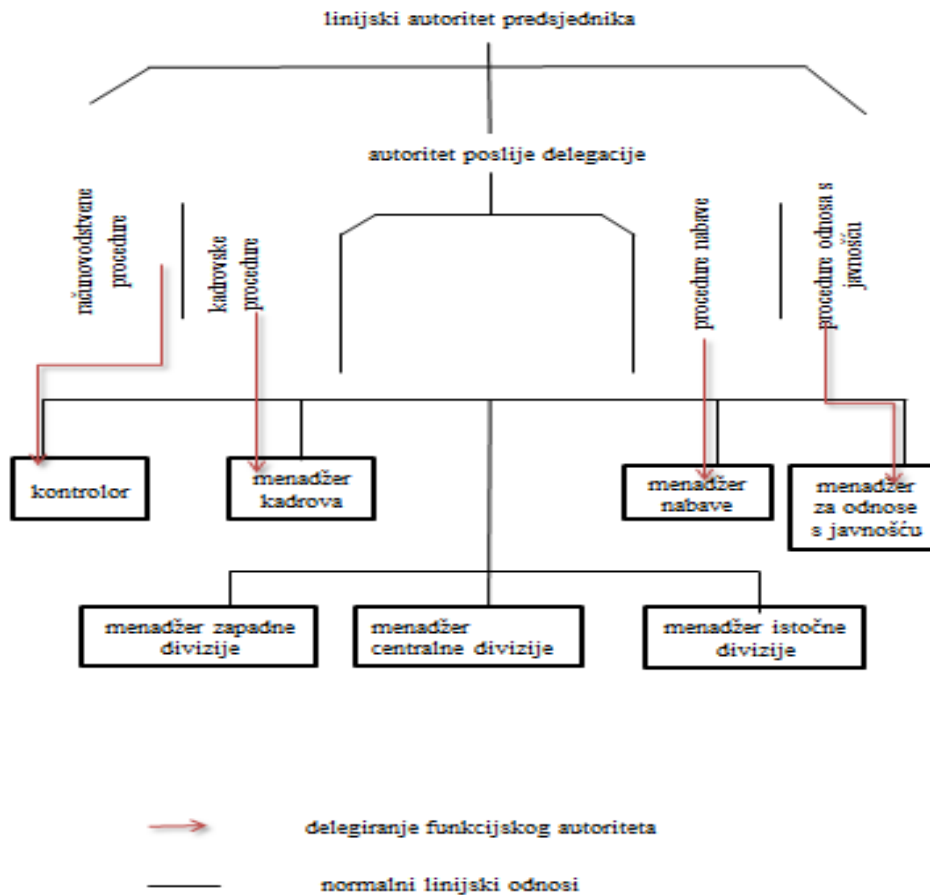 linijski autoritet predsjednika
autoritet poslije delegacije
računovodstvene
procedure
kadrovske
procedure
procedure nabave
procedure odnosa s
javnošću
kontrolor
menadžer
kadrova
menadžer
nabave
menadžer
za odnose
s javnošću
menadžer zapadne
divizije
menadžer
centralne divizije
menadžer istočne
divizije
delegiranje funkcijskog autoriteta
normalni linijski odnosi